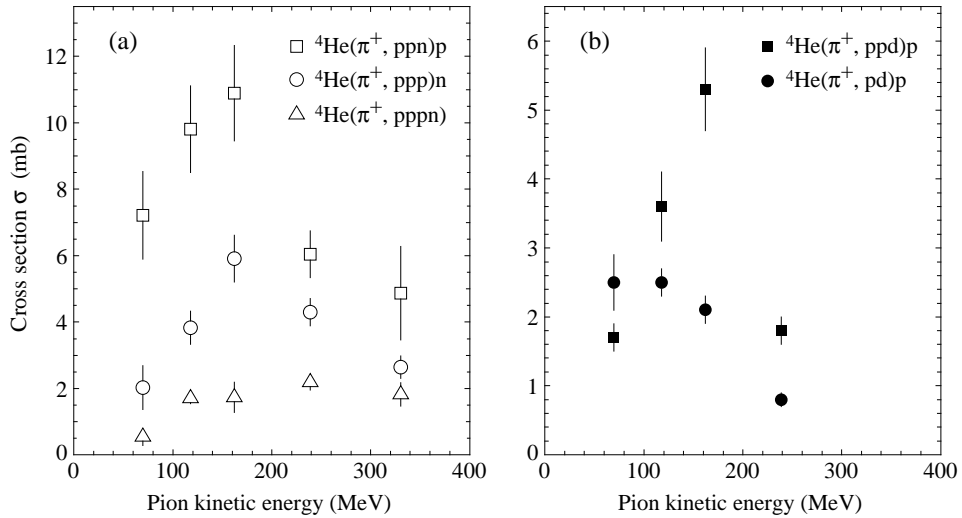 (a)
⁴He(π⁺, ppn)p
⁴He(π⁺, ppp)n
⁴He(π⁺, pppn)
12
10
8
6
4
2
0
0 100 200 300 400
Cross section σ (mb)
Pion kinetic energy (MeV)
(b)
⁴He(π⁺, ppd)p
⁴He(π⁺, pd)p
6
5
4
3
2
1
0
0 100 200 300 400
Pion kinetic energy (MeV)